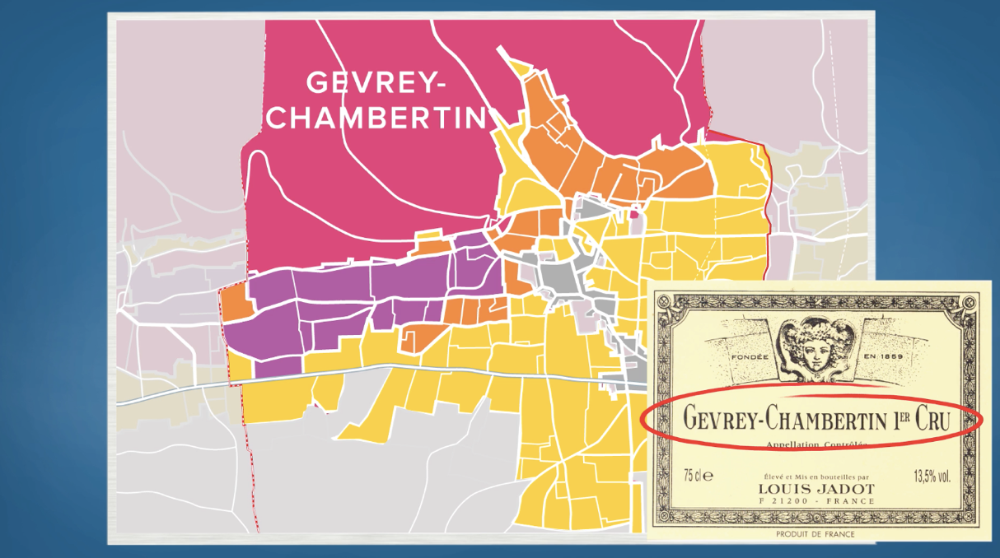 GEVREY-
CHAMBERTIN
FONDÉE EN 1859
GEVREY-CHAMBERTIN 1ER CRU
Appellation Contrôlée
75 cl e
13,5% vol.
Élevé et Mis en bouteilles par
LOUIS JADOT
F 21200 - FRANCE
PRODUIT DE FRANCE